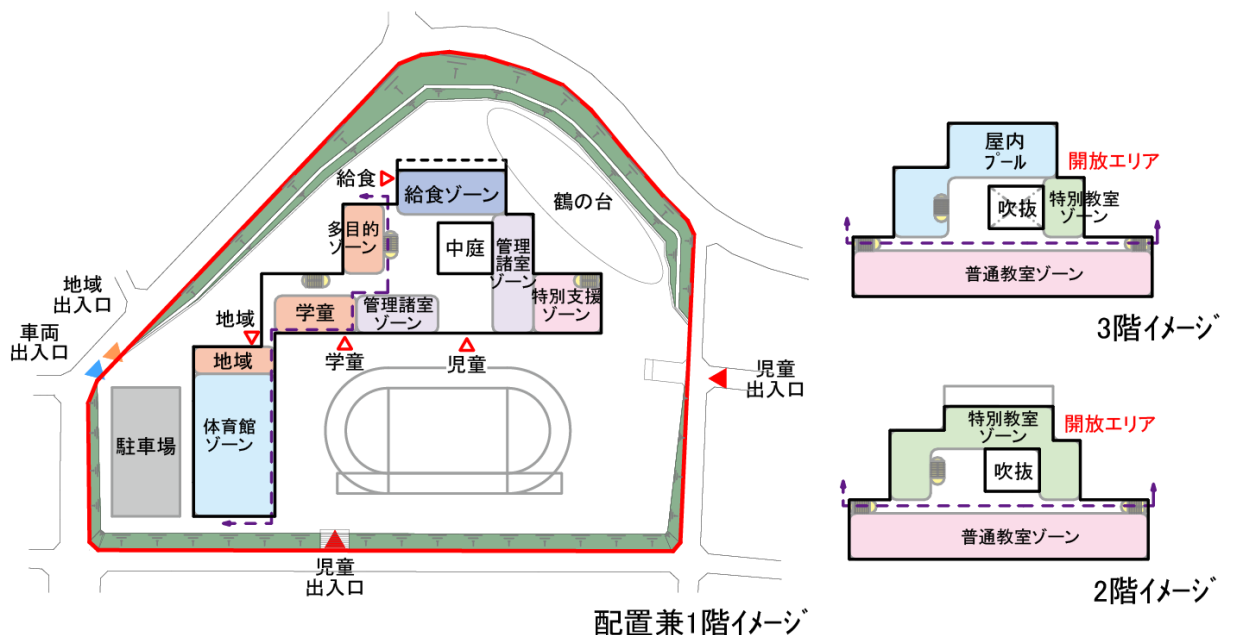 給食
給食ゾーン
鶴の台
多目的
ゾーン
中庭
管理
諸室
ゾーン
地域
出入口
車両
出入口
地域
学童
管理諸室
ゾーン
特別支援
ゾーン
地域
学童
児童
児童
出入口
駐車場
体育館
ゾーン
児童
出入口
配置兼1階イメージ
屋内
プール
開放エリア
吹抜
特別教室
ゾーン
普通教室ゾーン
3階イメージ
特別教室
ゾーン
開放エリア
吹抜
普通教室ゾーン
2階イメージ